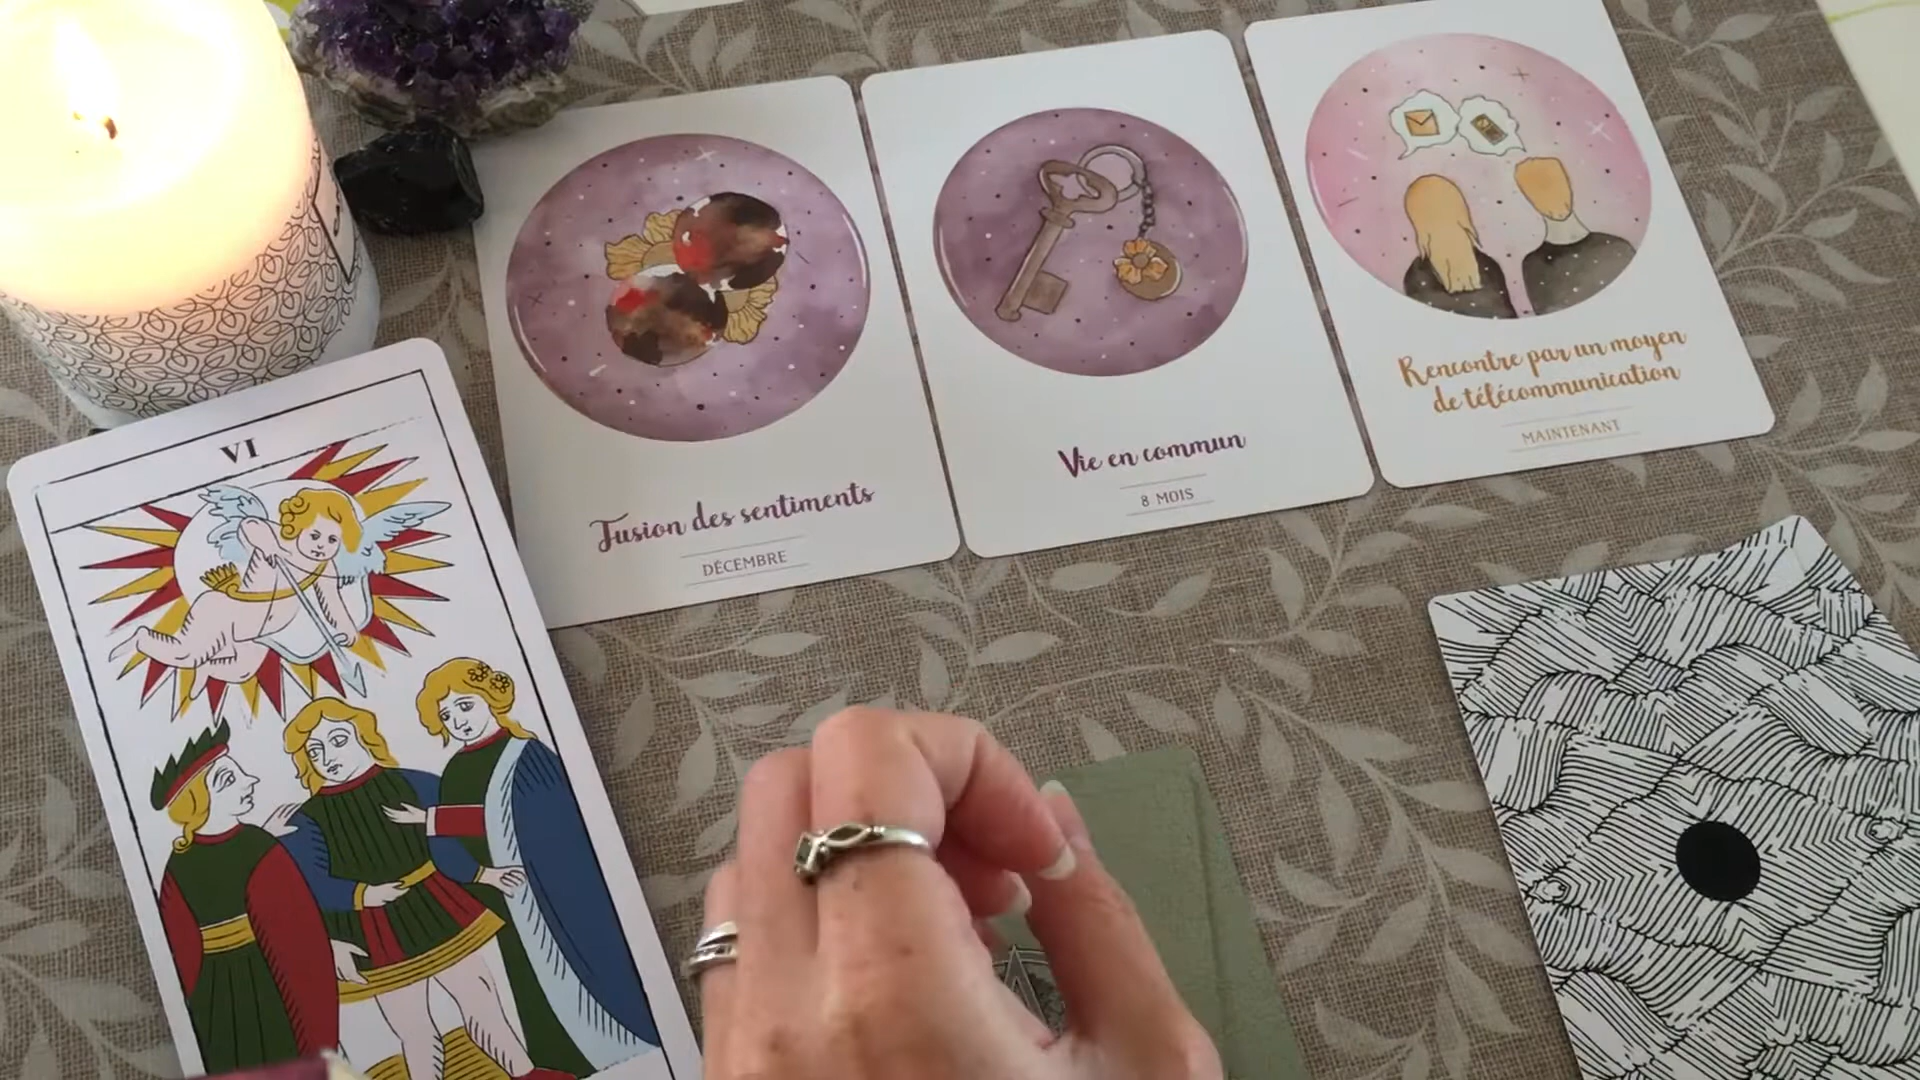 VI
Fusion des sentiments
DÉCEMBRE
Vie en commun
8 MOIS
Rencontre par un moyen
de télécommunication
MAINTENANT